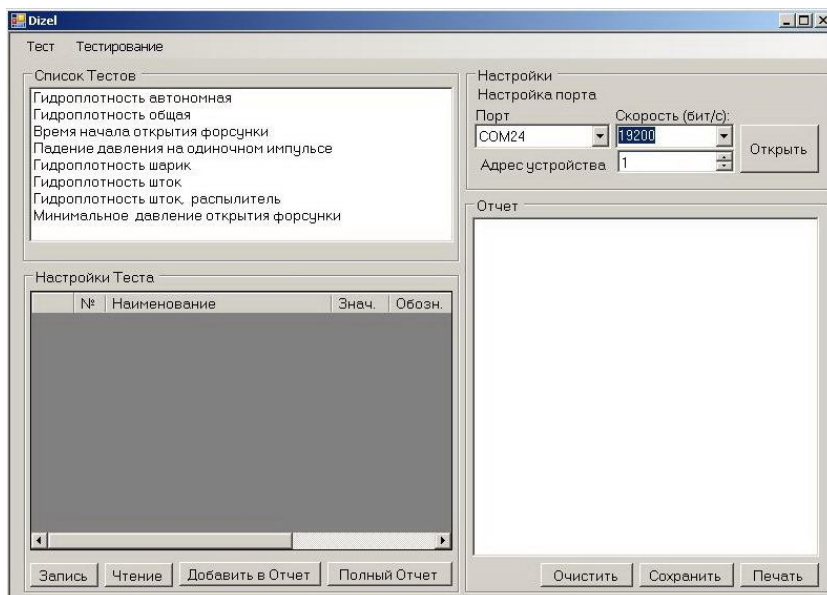 Dizel
Тест Тестирование
Список Тестов
Гидроплотность автономная
Гидроплотность общая
Время начала открытия форсунки
Падение давления на одиночном импульсе
Гидроплотность шарик
Гидроплотность шток
Гидроплотность шток, распылитель
Минимальное давление открытия форсунки
Настройки Теста
№ Наименование Знач. Обозн.
Запись Чтение Добавить в Отчет Полный Отчет
Настройки
Настройка порта
Порт Скорость (бит/с):
COM24 19200 Открыть
Адрес устройства 1
Отчет
Очистить Сохранить Печать